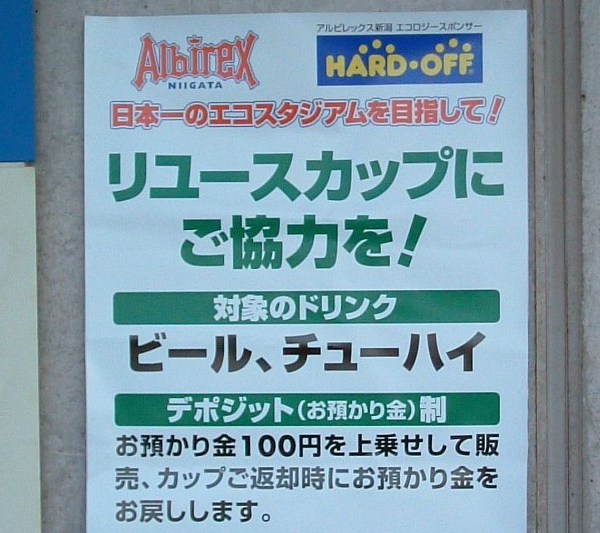 アルビレックス新潟 エコロジースポンサー
Albirex
NIIGATA
HARD・OFF
日本一のエコスタジアムを目指して!
リユースカップに
ご協力を!
対象のドリンク
ビール、チューハイ
デポジット(お預かり金)制
お預かり金100円を上乗せして販
売、カップご返却時にお預かり金を
お戻しします。